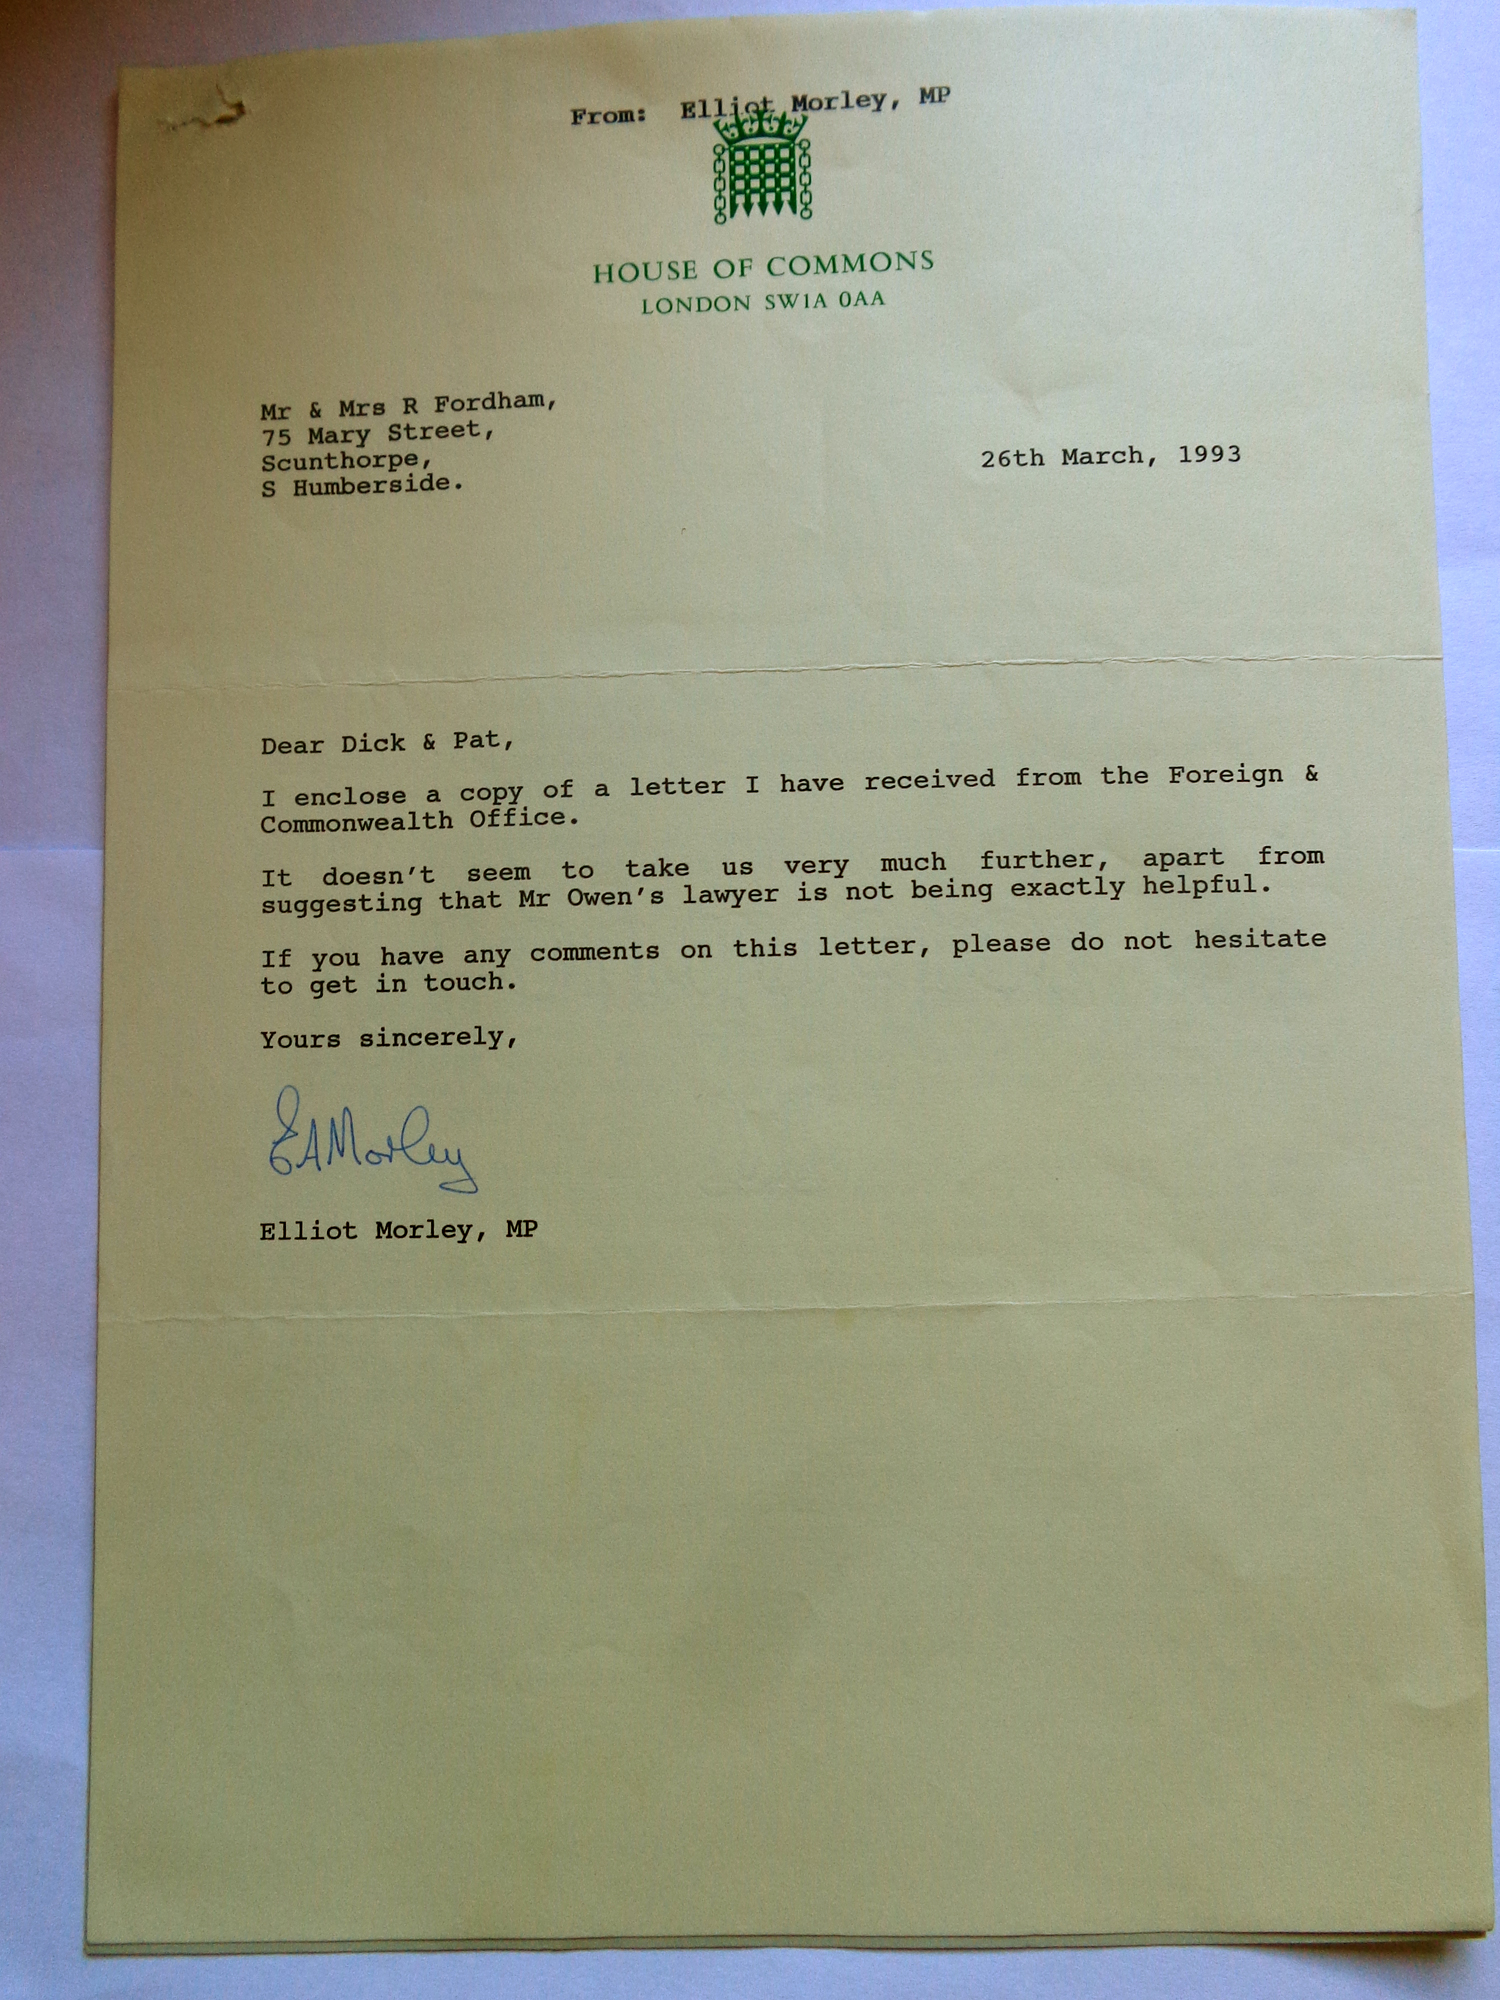 From: Elliot Morley, MP
HOUSE OF COMMONS
LONDON SW1A 0AA
Mr & Mrs R Fordham,
75 Mary Street,
Scunthorpe,
S Humberside.
26th March, 1993
Dear Dick & Pat,
I enclose a copy of a letter I have received from the Foreign &
Commonwealth Office.
It doesn't seem to take us very much further, apart from
suggesting that Mr Owen's lawyer is not being exactly helpful.
If you have any comments on this letter, please do not hesitate
to get in touch.
Yours sincerely,
EAMorley
Elliot Morley, MP